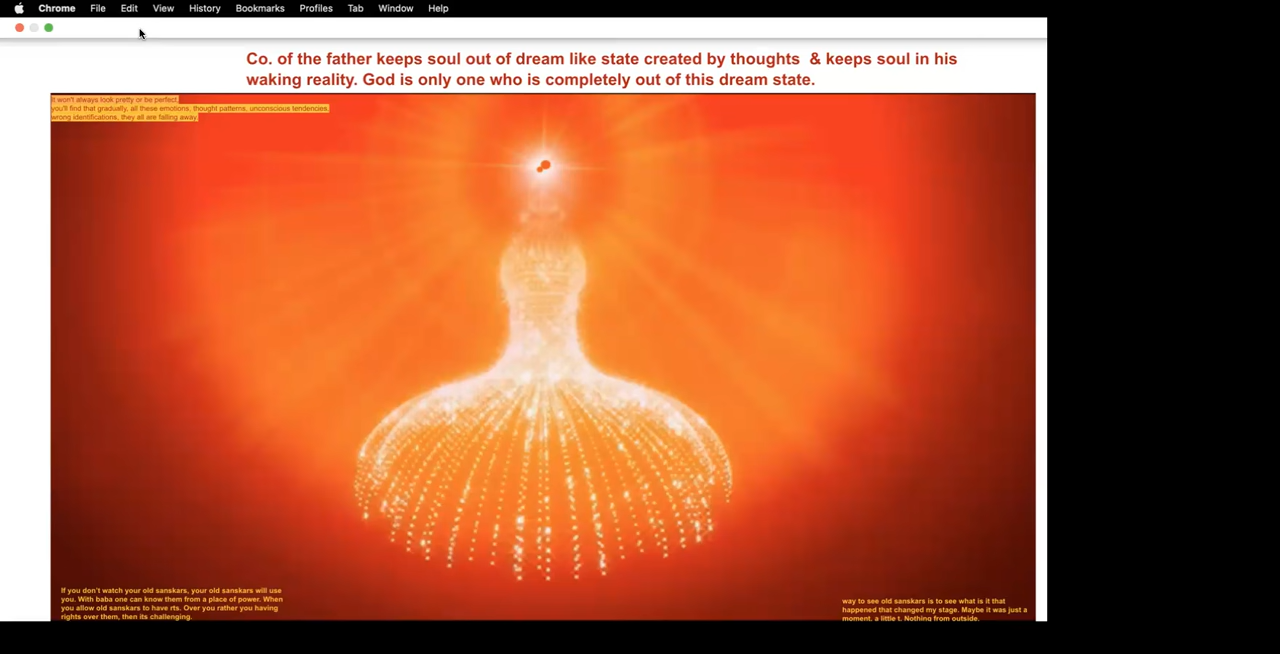 Chrome File Edit View History Bookmarks Profiles Tab Window Help
Co. of the father keeps soul out of dream like state created by thoughts & keeps soul in his
waking reality. God is only one who is completely out of this dream state.
It won't always look pretty or be perfect,
you'll find that gradually, all these emotions, thought patterns, unconscious tendencies,
wrong identifications, they all are falling away.
If you don't watch your old sanskars, your old sanskars will use
you. With baba one can know them from a place of power. When
you allow old sanskars to have rts. Over you rather you having
rights over them, then its challenging.
way to see old sanskars is to see what is it that
happened that changed my stage. Maybe it was just a
moment, a little t. Nothing from outside.